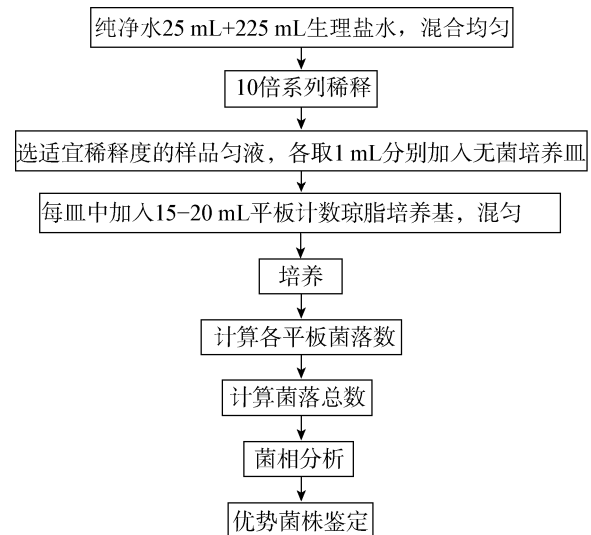 纯净水25 mL+225 mL生理盐水，混合均匀
10倍系列稀释
选适宜稀释度的样品匀液，各取1 mL分别加入无菌培养皿
每皿中加入15−20 mL平板计数琼脂培养基，混匀
培养
计算各平板菌落数
计算菌落总数
菌相分析
优势菌株鉴定